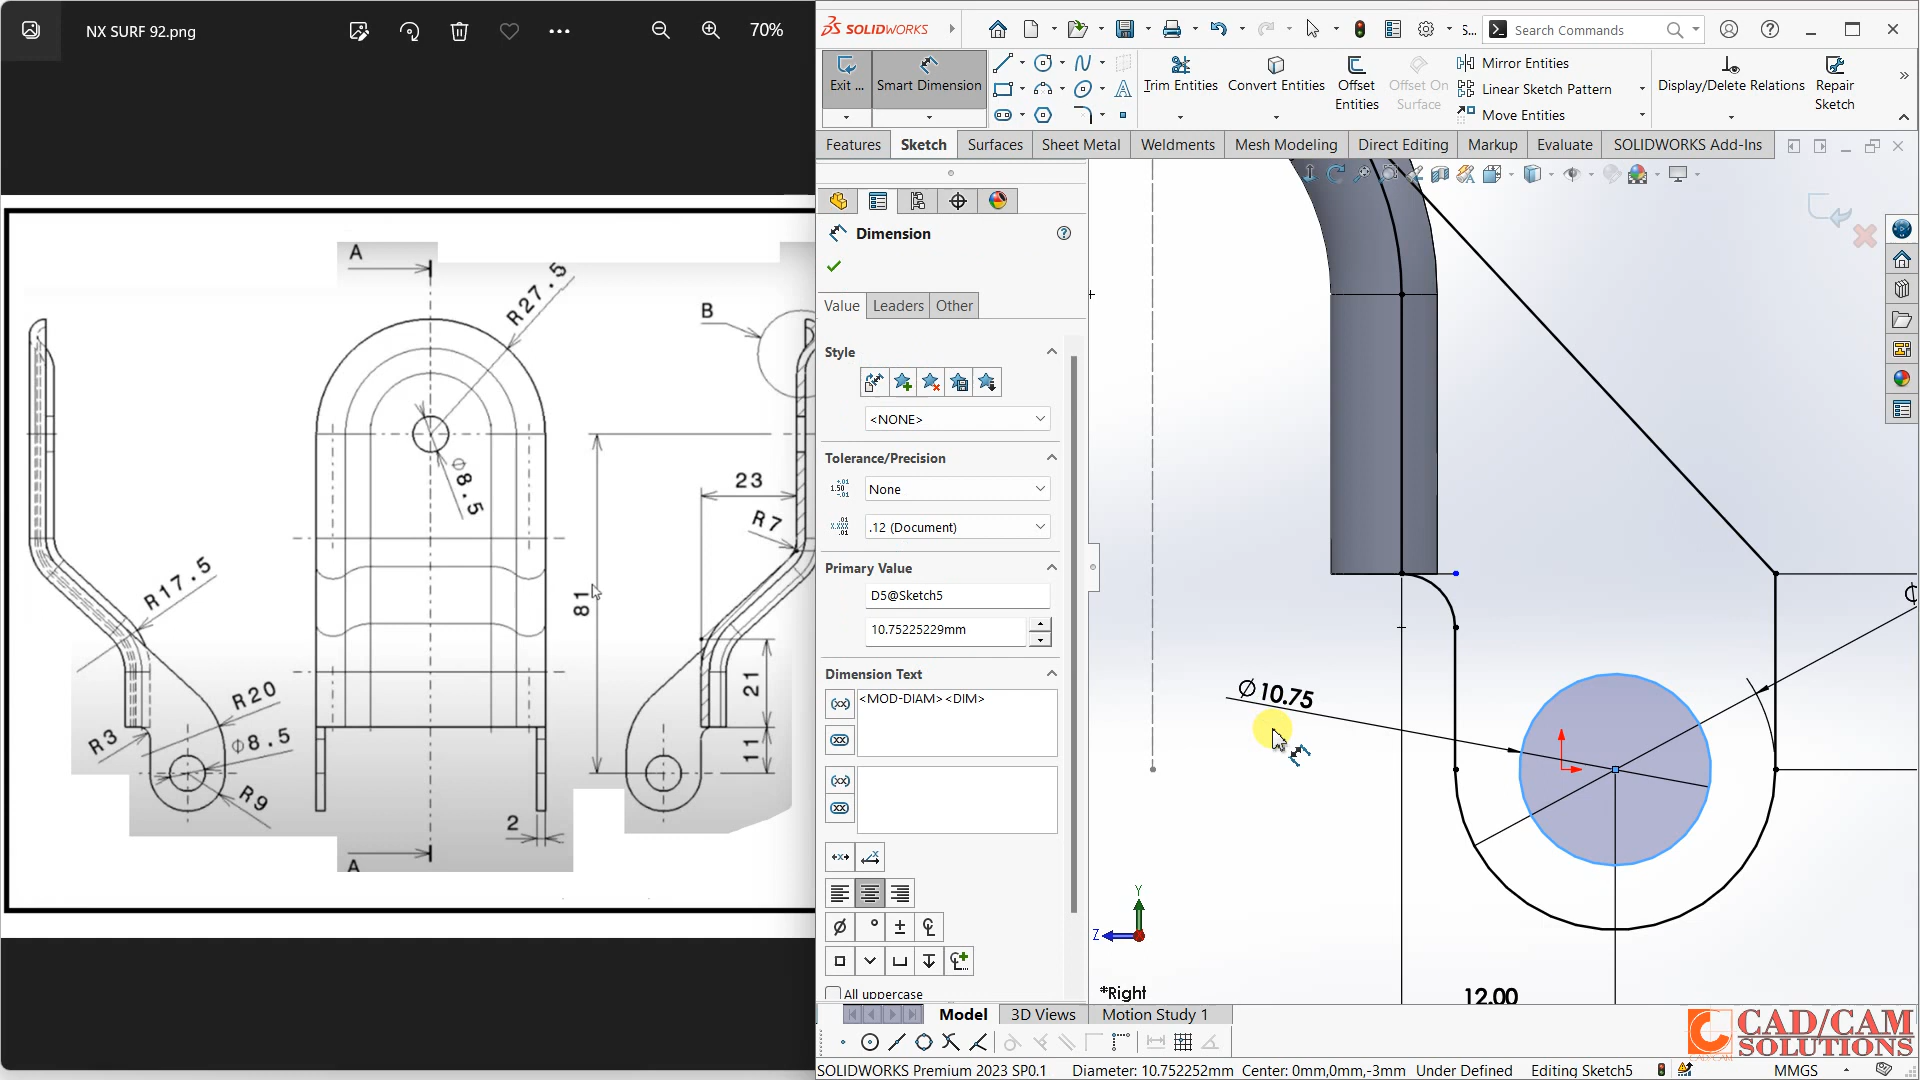 NX SURF 92.png
70%
SOLIDWORKS
S...
Search Commands
Exit ...
Smart Dimension
Trim Entities
Convert Entities
Offset
Entities
Offset On
Surface
Mirror Entities
Linear Sketch Pattern
Move Entities
Display/Delete Relations
Repair
Sketch
Features
Sketch
Surfaces
Sheet Metal
Weldments
Mesh Modeling
Direct Editing
Markup
Evaluate
SOLIDWORKS Add-Ins
A
R27.5
B
Φ8.5
23
R7
81
R17.5
R20
R3
Φ8.5
R9
21
11
2
A
Dimension
Value
Leaders
Other
Style
<NONE>
Tolerance/Precision
None
.12 (Document)
Primary Value
D5@Sketch5
10.75225229mm
Dimension Text
<MOD-DIAM><DIM>
All uppercase
∅10.75
12.00
Y
Z
*Right
Model
3D Views
Motion Study 1
CAD/CAM
SOLUTIONS
SOLIDWORKS Premium 2023 SP0.1
Diameter: 10.752252mm
Center: 0mm,0mm,-3mm
Under Defined
Editing Sketch5
MMGS